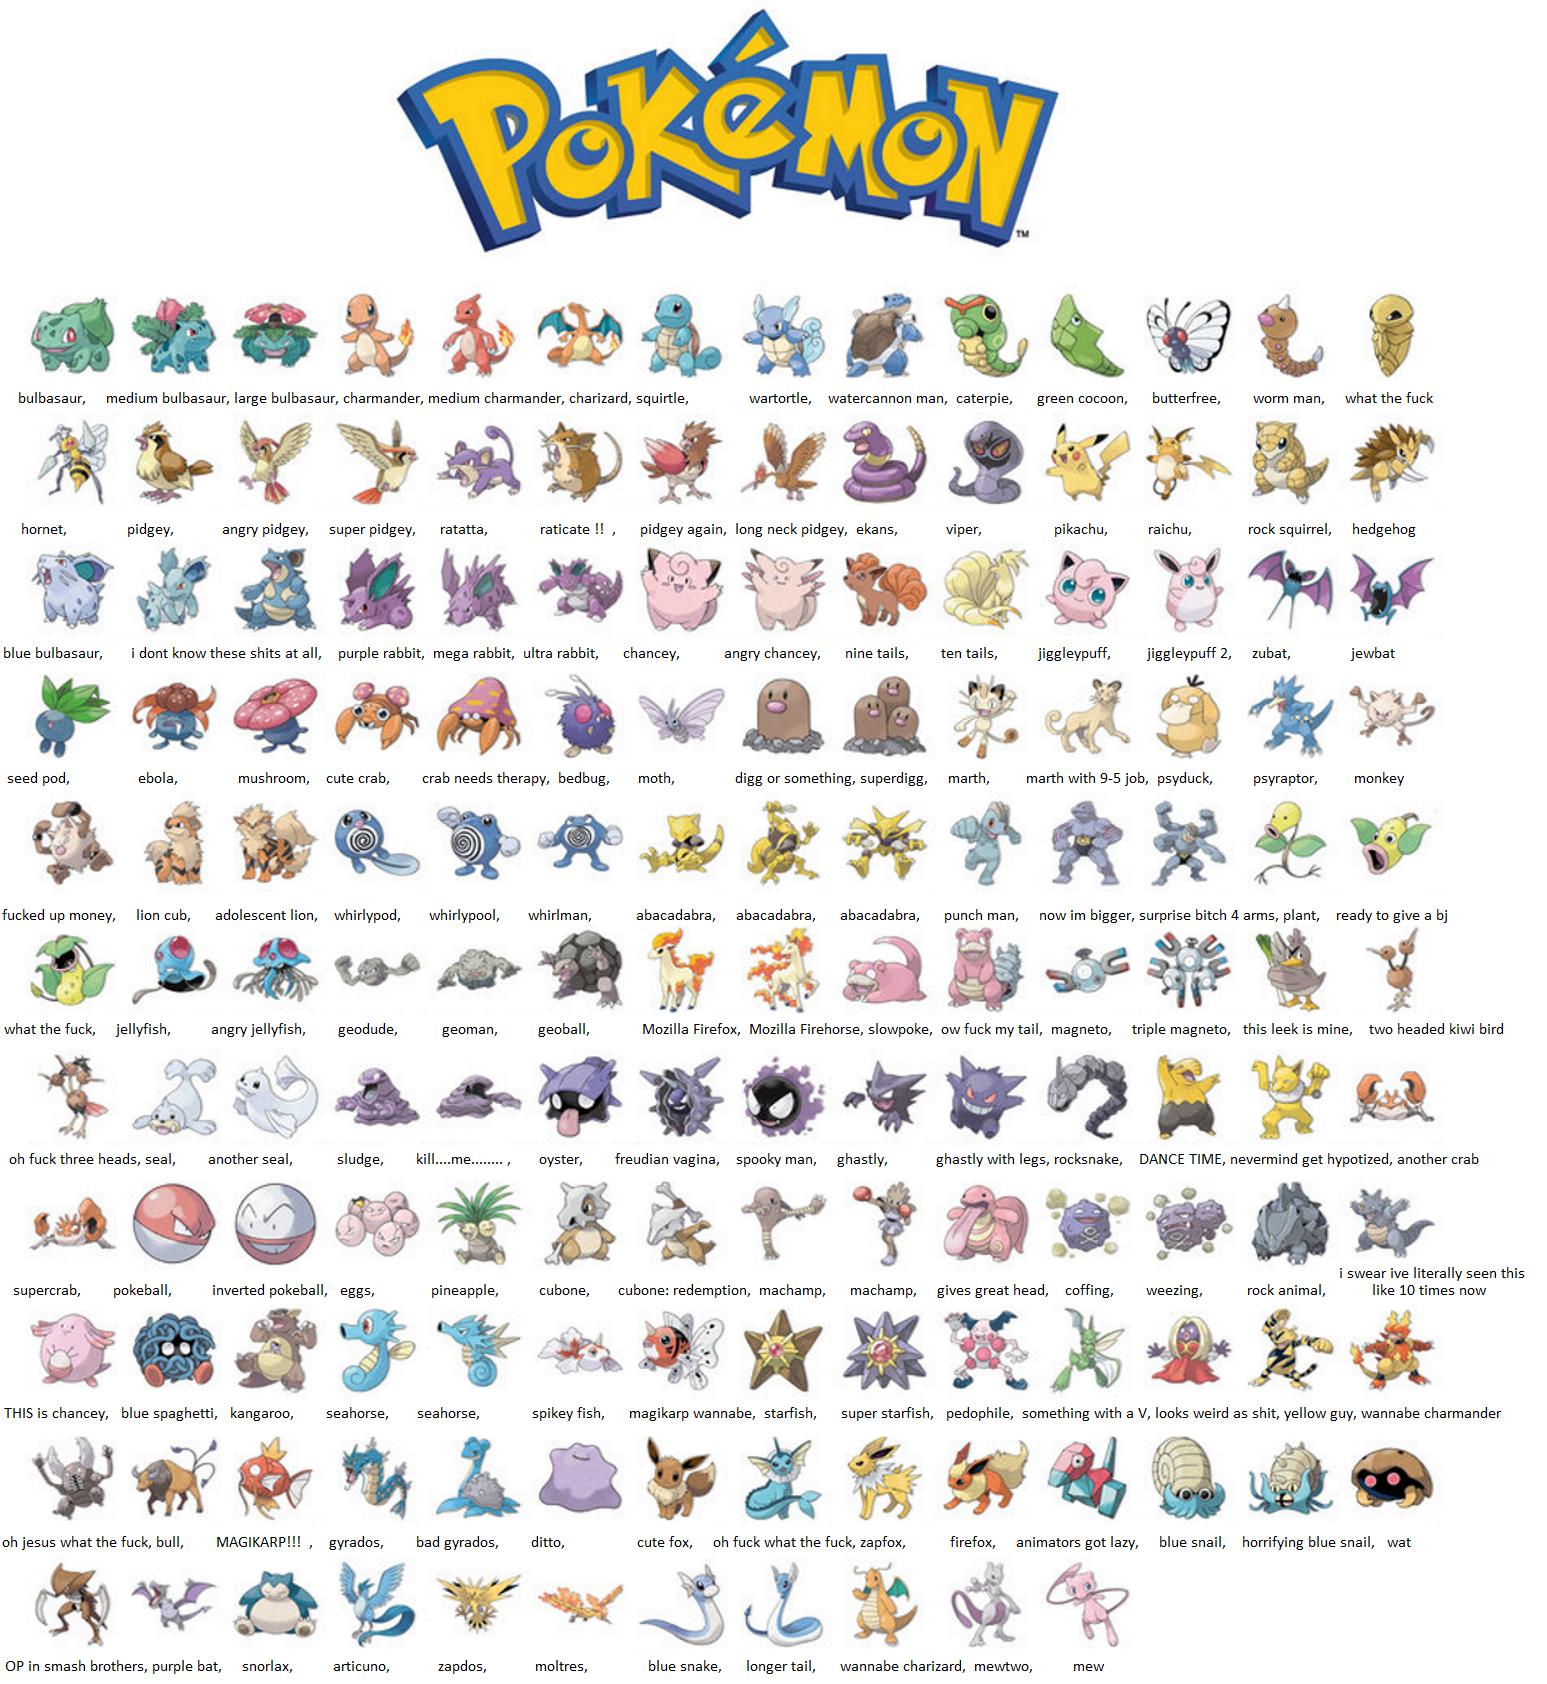 POKéMON
TM
bulbasaur, medium bulbasaur, large bulbasaur, charmander, medium charmander, charizard, squirtle, wartortle, watercannon man, caterpie, green cocoon, butterfree, worm man, what the fuck
hornet, pidgey, angry pidgey, super pidgey, ratatta, raticate !! , pidgey again, long neck pidgey, ekans, viper, pikachu, raichu, rock squirrel, hedgehog
blue bulbasaur, i dont know these shits at all, purple rabbit, mega rabbit, ultra rabbit, chancey, angry chancey, nine tails, ten tails, jiggleypuff, jiggleypuff 2, zubat, jewbat
seed pod, ebola, mushroom, cute crab, crab needs therapy, bedbug, moth, digg or something, superdigg, marth, marth with 9-5 job, psyduck, psyraptor, monkey
fucked up money, lion cub, adolescent lion, whirlypod, whirlypool, whirlman, abacadabra, abacadabra, abacadabra, punch man, now im bigger, surprise bitch 4 arms, plant, ready to give a bj
what the fuck, jellyfish, angry jellyfish, geodude, geoman, geoball, Mozilla Firefox, Mozilla Firehorse, slowpoke, ow fuck my tail, magneto, triple magneto, this leek is mine, two headed kiwi bird
oh fuck three heads, seal, another seal, sludge, kill....me........ , oyster, freudian vagina, spooky man, ghastly, ghastly with legs, rocksnake, DANCE TIME, nevermind get hypotized, another crab
supercrab, pokeball, inverted pokeball, eggs, pineapple, cubone, cubone: redemption, machamp, machamp, gives great head, coffing, weezing, rock animal, i swear ive literally seen this
like 10 times now
THIS is chancey, blue spaghetti, kangaroo, seahorse, seahorse, spikey fish, magikarp wannabe, starfish, super starfish, pedophile, something with a V, looks weird as shit, yellow guy, wannabe charmander
oh jesus what the fuck, bull, MAGIKARP!!! , gyrados, bad gyrados, ditto, cute fox, oh fuck what the fuck, zapfox, firefox, animators got lazy, blue snail, horrifying blue snail, wat
OP in smash brothers, purple bat, snorlax, articuno, zapdos, moltres, blue snake, longer tail, wannabe charizard, mewtwo, mew